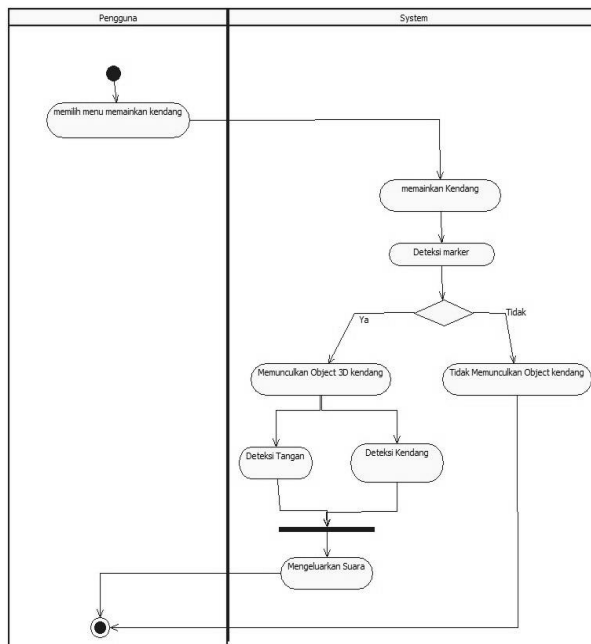 Pengguna
System
memilih menu memainkan kendang
memainkan Kendang
Deteksi marker
Ya
Tidak
Memunculkan Object 3D kendang
Tidak Memunculkan Object kendang
Deteksi Tangan
Deteksi Kendang
Mengeluarkan Suara